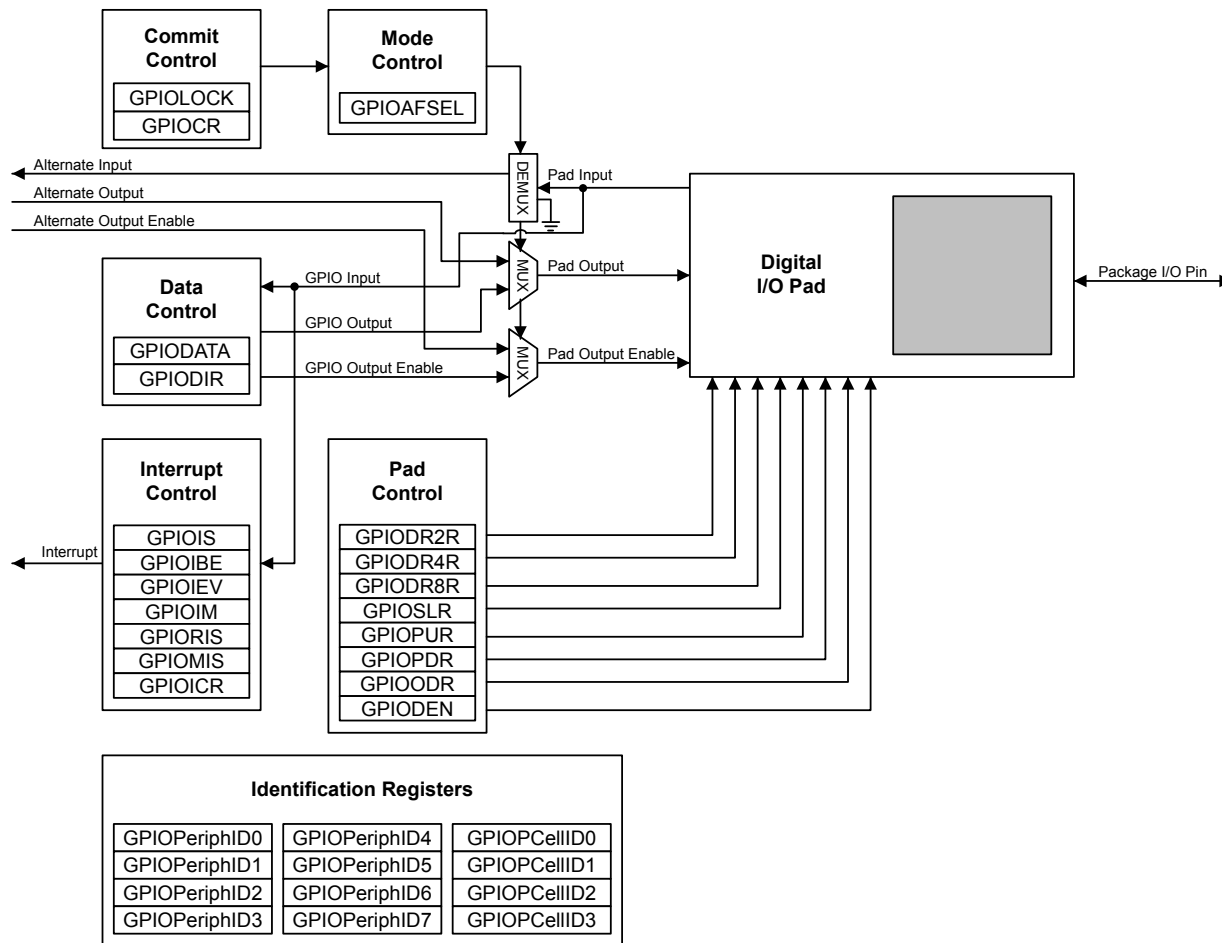 Commit
Control
GPIOLOCK
GPIOCR
Mode
Control
GPIOAFSEL
Alternate Input
Alternate Output
Alternate Output Enable
DEMUX
Pad Input
MUX
Pad Output
MUX
Pad Output Enable
Digital
I/O Pad
Package I/O Pin
Data
Control
GPIODATA
GPIODIR
GPIO Input
GPIO Output
GPIO Output Enable
Interrupt
Control
GPIOIS
GPIOIBE
GPIOIEV
GPIOIM
GPIORIS
GPIOMIS
GPIOICR
Interrupt
Pad
Control
GPIODR2R
GPIODR4R
GPIODR8R
GPIOSLR
GPIOPUR
GPIOPDR
GPIOODR
GPIODEN
Identification Registers
GPIOPeriphID0
GPIOPeriphID1
GPIOPeriphID2
GPIOPeriphID3
GPIOPeriphID4
GPIOPeriphID5
GPIOPeriphID6
GPIOPeriphID7
GPIOPCellID0
GPIOPCellID1
GPIOPCellID2
GPIOPCellID3